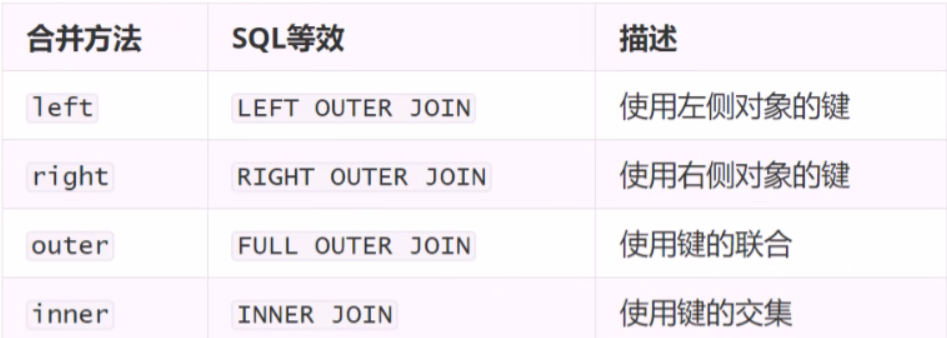 合并方法 SQL等效 描述
left LEFT OUTER JOIN 使用左侧对象的键
right RIGHT OUTER JOIN 使用右侧对象的键
outer FULL OUTER JOIN 使用键的联合
inner INNER JOIN 使用键的交集